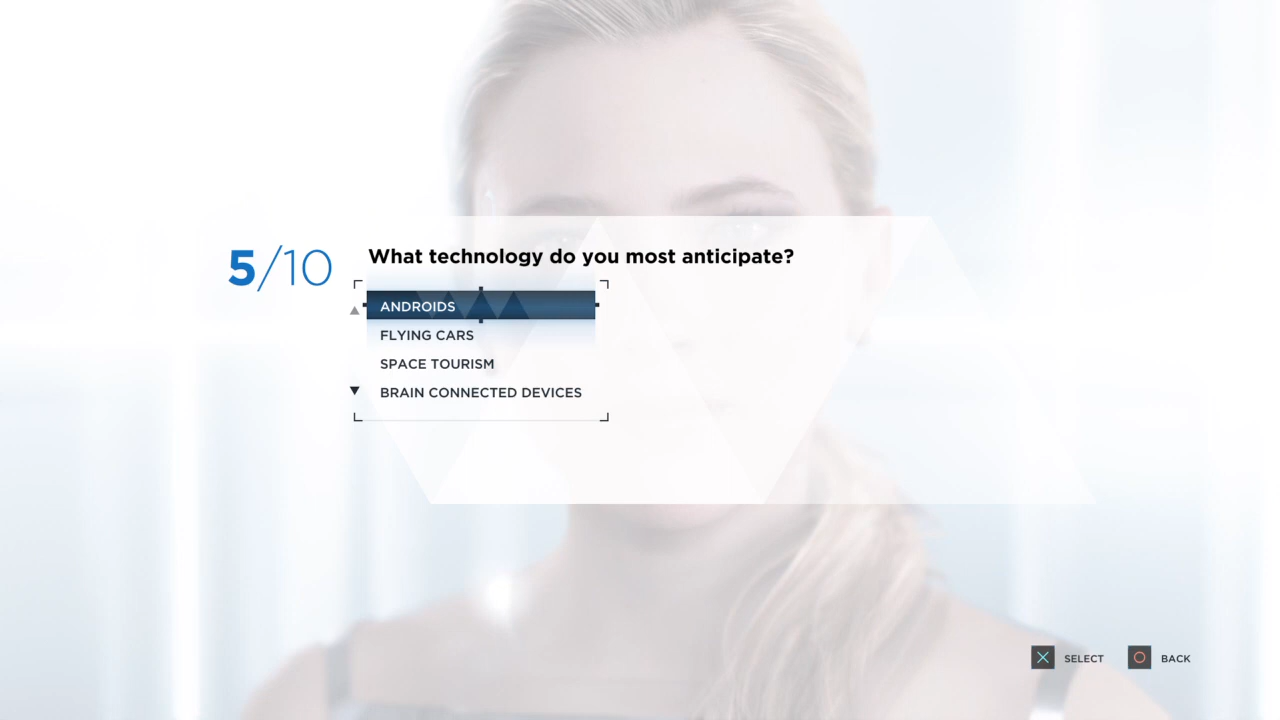 5/10
What technology do you most anticipate?
ANDROIDS
FLYING CARS
SPACE TOURISM
BRAIN CONNECTED DEVICES
SELECT BACK